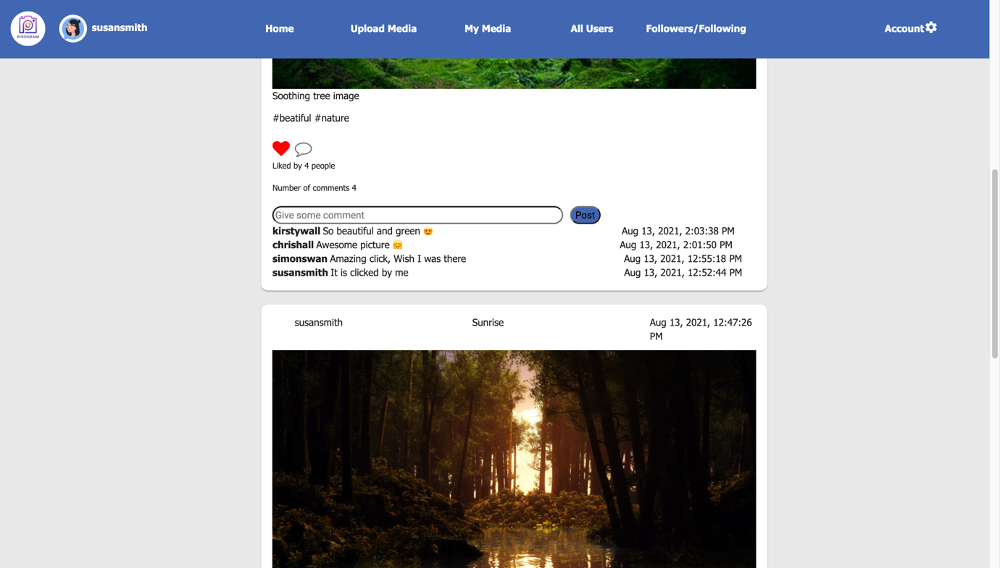 PIXOGRAM
susansmith
Home
Upload Media
My Media
All Users
Followers/Following
Account
Soothing tree image
#beatiful #nature
Liked by 4 people
Number of comments 4
Give some comment
Post
kirstywall So beautiful and green 😍 Aug 13, 2021, 2:03:38 PM
chrishall Awesome picture 🤗 Aug 13, 2021, 2:01:50 PM
simonswan Amazing click, Wish I was there Aug 13, 2021, 12:55:18 PM
susansmith It is clicked by me Aug 13, 2021, 12:52:44 PM
susansmith
Sunrise
Aug 13, 2021, 12:47:26
PM